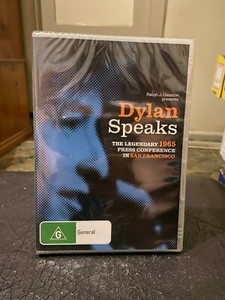 Ralph J. Gleason
presents
Dylan
Speaks
THE LEGENDARY 1965
PRESS CONFERENCE
IN SAN FRANCISCO
G
General